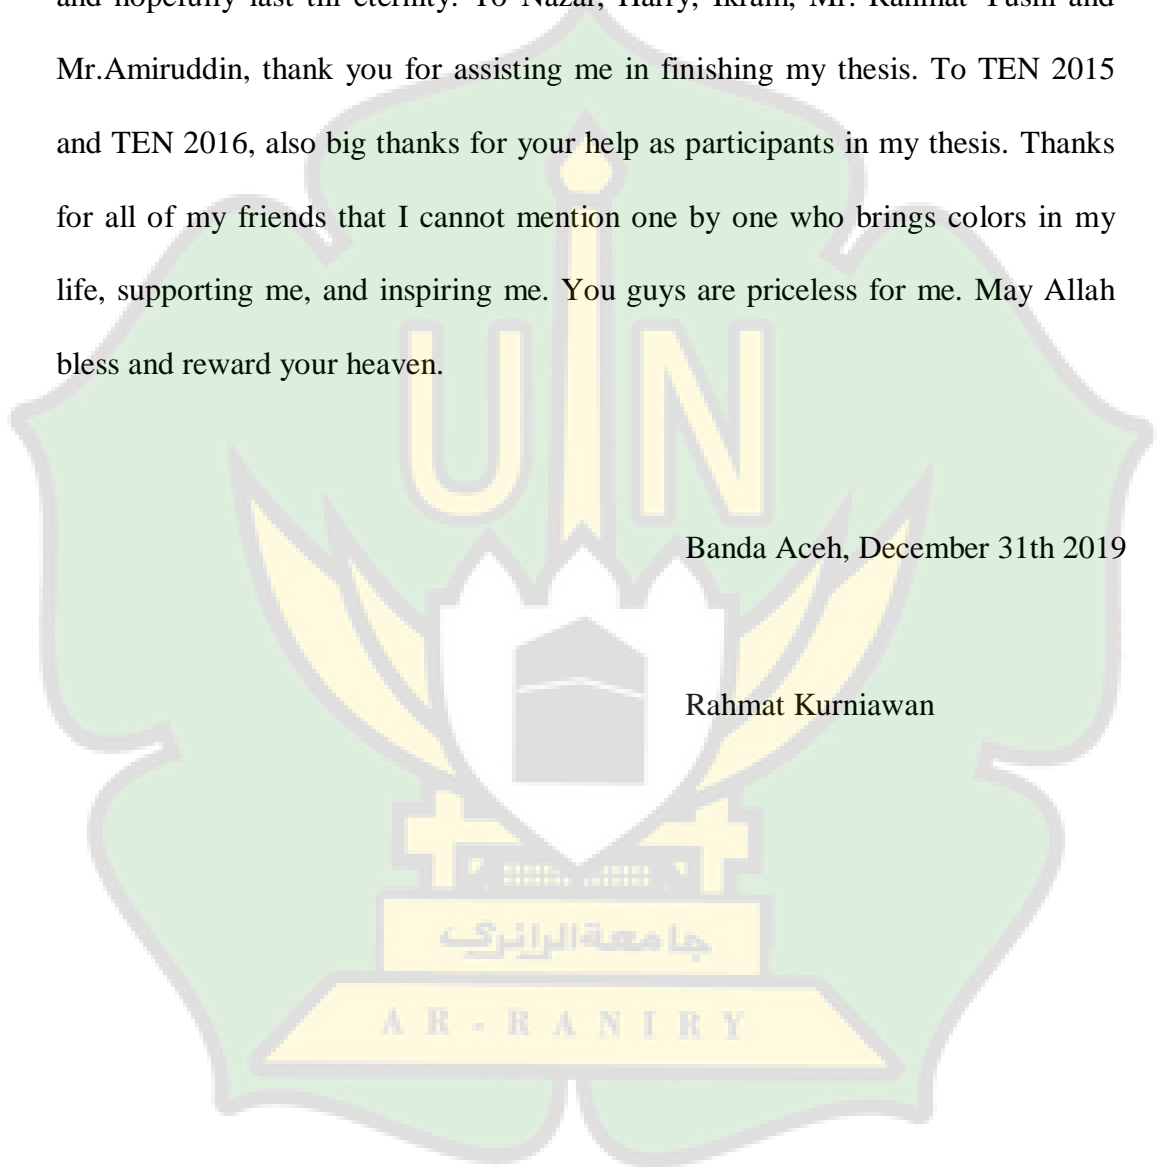 and hopefully last till eternity. To Nazar, Harry, Ikram, Mr. Rahmat Yusni and
Mr.Amiruddin, thank you for assisting me in finishing my thesis. To TEN 2015
and TEN 2016, also big thanks for your help as participants in my thesis. Thanks
for all of my friends that I cannot mention one by one who brings colors in my
life, supporting me, and inspiring me. You guys are priceless for me. May Allah
bless and reward your heaven.
UIN
Banda Aceh, December 31th 2019
Rahmat Kurniawan
جامعة الرانري
AR-RANIRY